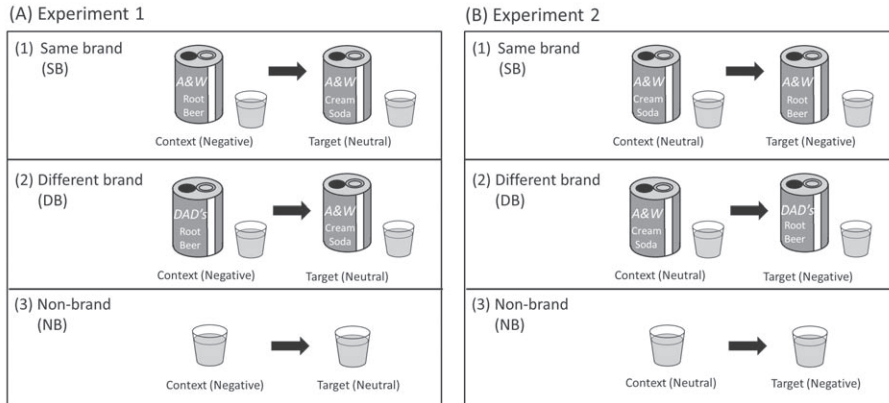 (A) Experiment 1
(1) Same brand
(SB)
A&W
Root
Beer
A&W
Cream
Soda
Context (Negative)
Target (Neutral)
(2) Different brand
(DB)
DAD's
Root
Beer
A&W
Cream
Soda
Context (Negative)
Target (Neutral)
(3) Non-brand
(NB)
Context (Negative)
Target (Neutral)
(B) Experiment 2
(1) Same brand
(SB)
A&W
Cream
Soda
A&W
Root
Beer
Context (Neutral)
Target (Negative)
(2) Different brand
(DB)
A&W
Cream
Soda
DAD's
Root
Beer
Context (Neutral)
Target (Negative)
(3) Non-brand
(NB)
Context (Neutral)
Target (Negative)